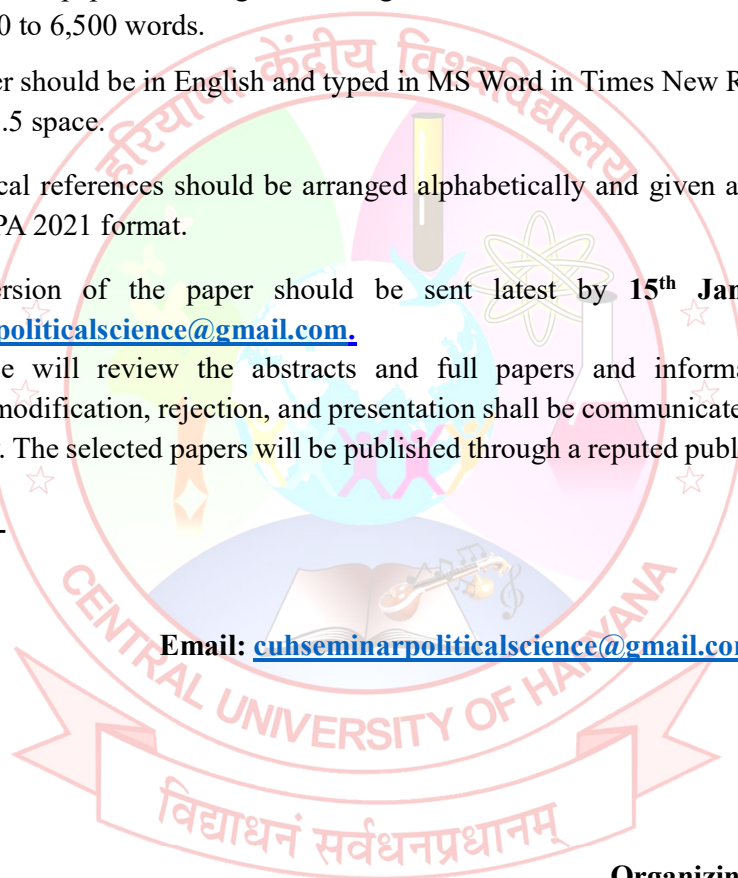 0 to 6,500 words.
er should be in English and typed in MS Word in Times New R
.5 space.
cal references should be arranged alphabetically and given a
PA 2021 format.
ersion of the paper should be sent latest by 15th Jan
politicalscience@gmail.com.
e will review the abstracts and full papers and informa
modification, rejection, and presentation shall be communicate
. The selected papers will be published through a reputed publ
Email: cuhseminarpoliticalscience@gmail.co
हरियाणा केंद्रीय विश्वविद्यालय
CENTRAL UNIVERSITY OF HARYANA
विद्याधनं सर्वधनप्रधानम्
Organizin